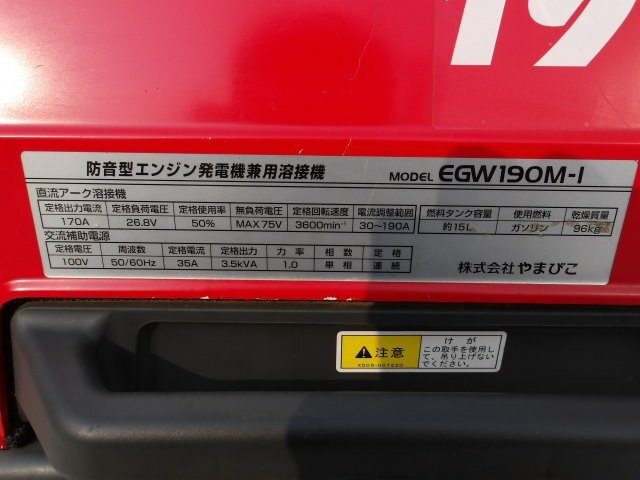 19
防音型エンジン発電機兼用溶接機 MODEL EGW190M-I
直流アーク溶接機
定格出力電流 定格負荷電圧 定格使用率 無負荷電圧 定格回転速度 電流調整範囲 燃料タンク容量 使用燃料 乾燥質量
170A 26.8V 50% MAX75V 3600min⁻¹ 30～190A 約15L ガソリン 96kg
交流補助電源
定格電圧 周波数 定格電流 定格出力 力率 相数 定格
100V 50/60Hz 35A 3.5kVA 1.0 単相 連続
株式会社やまびこ
注意
X505-007220
けが
この取手を使用し
て、吊り上げない
でください。